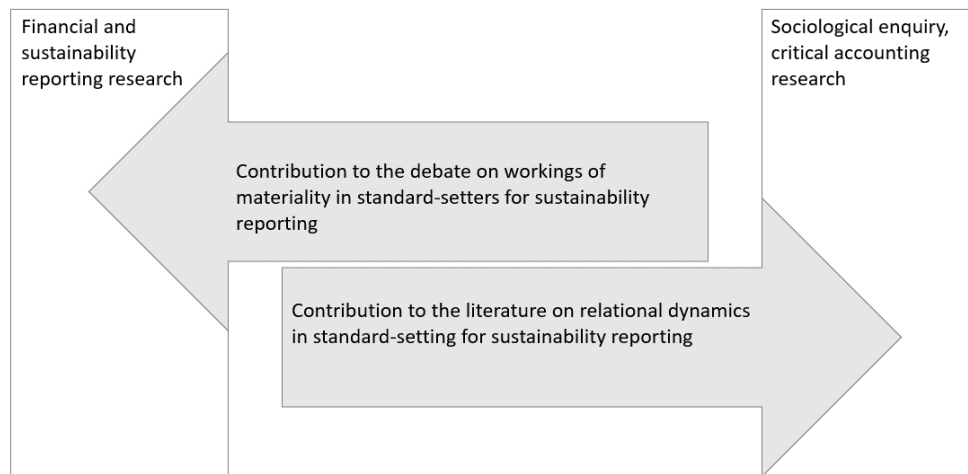 Financial and
sustainability
reporting research
Sociological enquiry,
critical accounting
research
Contribution to the debate on workings of
materiality in standard-setters for sustainability
reporting
Contribution to the literature on relational dynamics
in standard-setting for sustainability reporting